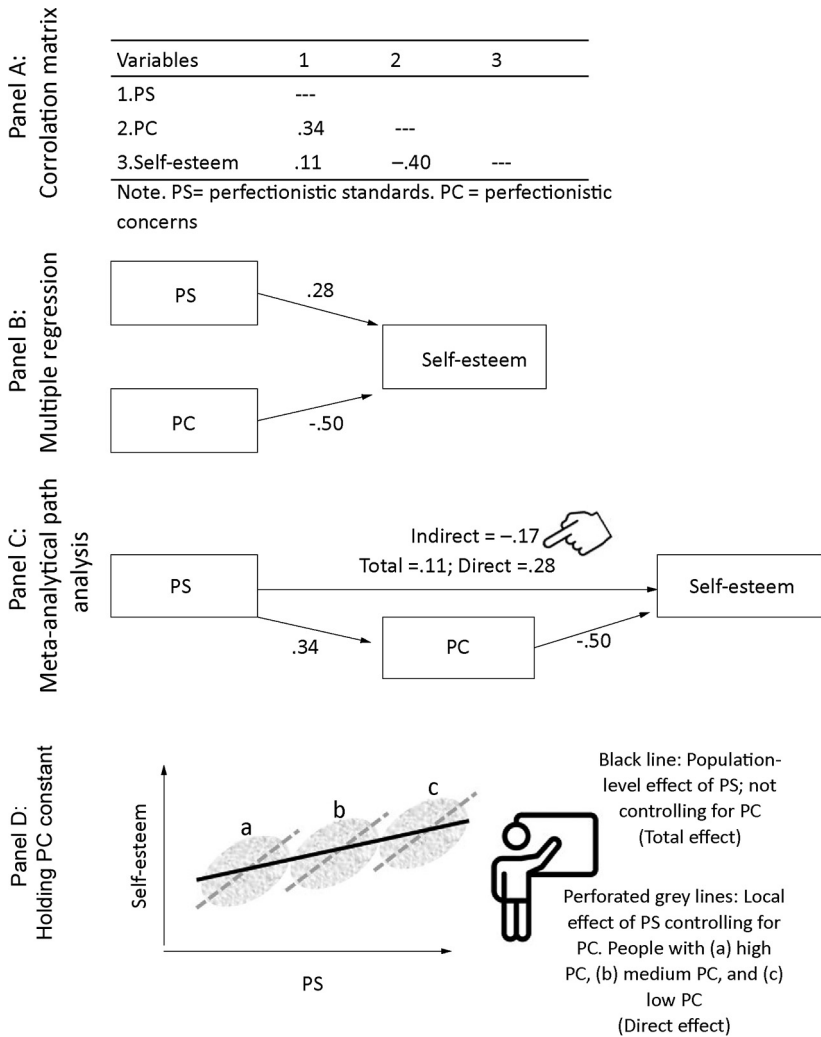 Panel A:
Corrolation matrix
Variables 1 2 3
1.PS ---
2.PC .34 ---
3.Self-esteem .11 –.40 ---
Note. PS= perfectionistic standards. PC = perfectionistic
concerns
Panel B:
Multiple regression
PS
.28
Self-esteem
PC
-.50
Panel C:
Meta-analytical path
analysis
Indirect = –.17
Total =.11; Direct =.28
PS
Self-esteem
.34
PC
-.50
Panel D:
Holding PC constant
Self-esteem
a
b
c
PS
Black line: Population-
level effect of PS; not
controlling for PC
(Total effect)
Perforated grey lines: Local
effect of PS controlling for
PC. People with (a) high
PC, (b) medium PC, and (c)
low PC
(Direct effect)